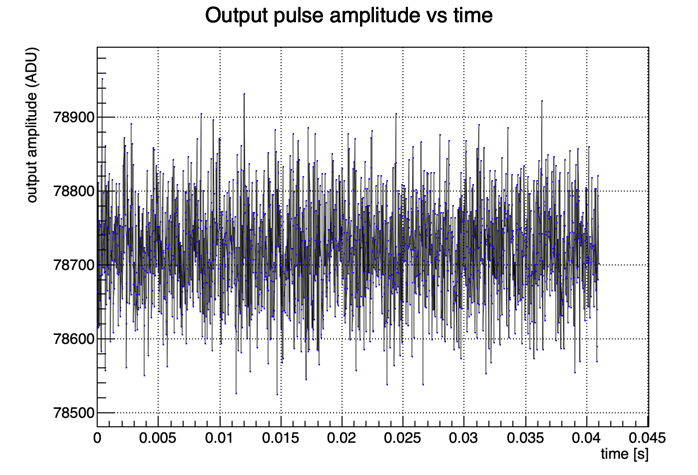 Output pulse amplitude vs time
output amplitude (ADU)
78900
78800
78700
78600
78500
0 0.005 0.01 0.015 0.02 0.025 0.03 0.035 0.04 0.045
time [s]